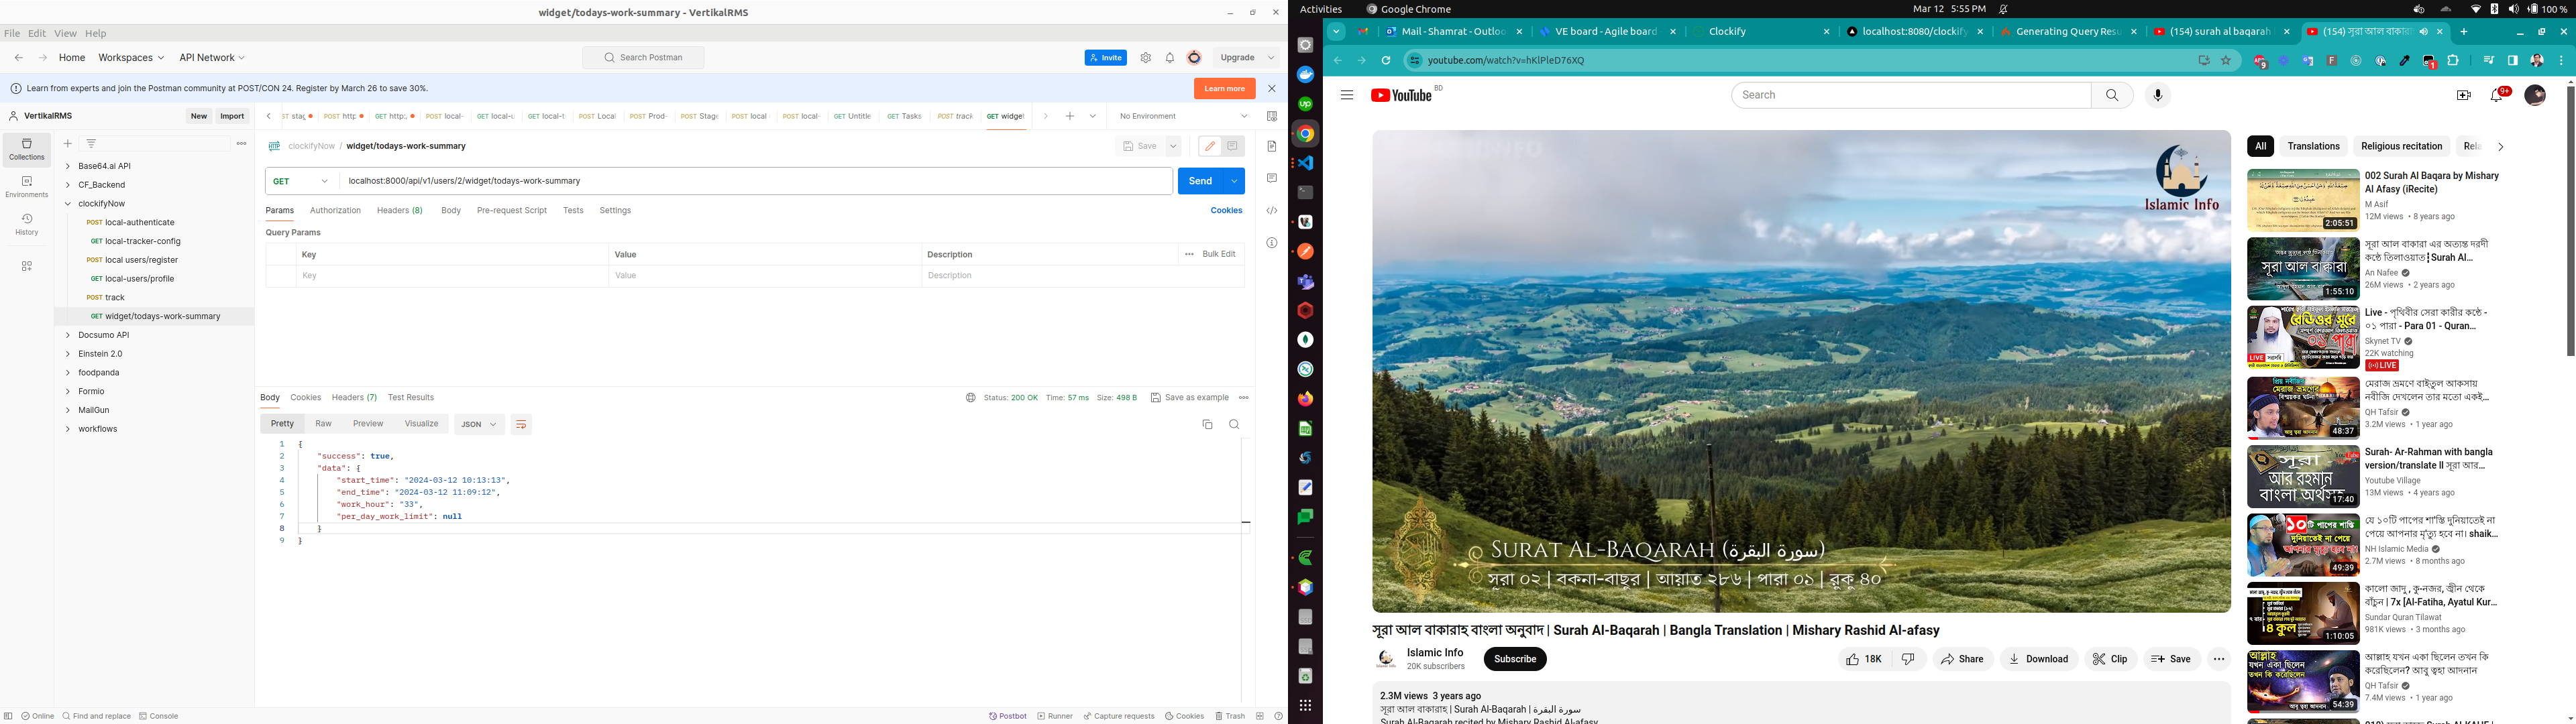 widget/todays-work-summary - VertikalRMS
File Edit View Help
Home Workspaces API Network
Search Postman
Invite
Upgrade
Learn from experts and join the Postman community at POST/CON 24. Register by March 26 to save 30%.
Learn more
VertikalRMS
New Import
POST local- GET local-u GET local-t POST Local POST Prod- POST Stage POST local POST local- GET Untitle GET Tasks POST track GET widget
No Environment
Collections
Environments
History
Base64.ai API
CF_Backend
clockifyNow
POST local-authenticate
GET local-tracker-config
POST local users/register
GET local-users/profile
POST track
GET widget/todays-work-summary
Docsumo API
Einstein 2.0
foodpanda
Formio
MailGun
workflows
clockifyNow / widget/todays-work-summary
Save
GET
localhost:8000/api/v1/users/2/widget/todays-work-summary
Send
Params Authorization Headers (8) Body Pre-request Script Tests Settings
Cookies
Query Params
Key Value Description Bulk Edit
Key Value Description
Body Cookies Headers (7) Test Results
Status: 200 OK Time: 57 ms Size: 498 B Save as example
Pretty Raw Preview Visualize JSON
1 {
2 "success": true,
3 "data": {
4 "start_time": "2024-03-12 10:13:13",
5 "end_time": "2024-03-12 11:09:12",
6 "work_hour": "33",
7 "per_day_work_limit": null
8 }
9 }
Online Find and replace Console
Postbot Runner Capture requests Cookies Trash
Activities Google Chrome
Mar 12 5:55 PM
100 %
Mail - Shamrat - Outloo
VE board - Agile board
Clockify
localhost:8080/clockify
Generating Query Resu
(154) surah al baqarah
(154) সূরা আল বাকারা
youtube.com/watch?v=hKlPleD76XQ
YouTube BD
Search
9+
Islamic Info
SURAT AL-BAQARAH (سورة البقرة)
সূরা ০২ | বকনা-বাছুর | আয়াত ২৮৬ | পারা ০১ | রুকু ৪০
সূরা আল বাকারাহ বাংলা অনুবাদ | Surah Al-Baqarah | Bangla Translation | Mishary Rashid Al-afasy
Islamic Info
20K subscribers
Subscribe
18K
Share
Download
Clip
Save
2.3M views 3 years ago
সূরা আল বাকারাহ | Surah Al-Baqarah | سورة البقرة
Surah Al-Baqarah recited by Mishary Rashid Al-afasy
All Translations Religious recitation
002 Surah Al Baqara by Mishary
Al Afasy (iRecite)
M Asif
12M views • 8 years ago
2:05:51
সূরা আল বাকারা এর অত্যন্ত দরদী
কণ্ঠে তিলাওয়াত┇Surah Al...
An Nafee
26M views • 2 years ago
সূরা আল বাক্বারা
1:55:10
Live - পৃথিবীর সেরা কারীর কণ্ঠে -
০১ পারা - Para 01 - Quran...
Skynet TV
22K watching
LIVE
রেডিওর সুরে
০১ পারা
LIVE
মেরাজ ভ্রমণে বাইতুল আকসায়
নবীজি দেখলেন তার মতো একই...
QH Tafsir
3.2M views • 1 year ago
48:37
Surah- Ar-Rahman with bangla
version/translate ll সূরা আর...
Youtube Village
13M views • 4 years ago
সূরা
আর রহমান
বাংলা অর্থসহ
17:40
যে ১০টি পাপের শাস্তি দুনিয়াতেই না
পেয়ে আপনার মৃত্যু হবে না। shaik...
NH Islamic Media
2.7M views • 8 months ago
49:39
কালো জাদু , কু-নজর, জ্বীন থেকে
বাঁচুন | 7x [Al-Fatiha, Ayatul Kur...
Sundar Quran Tilawat
981K views • 3 months ago
৪ কুল
1:10:05
আল্লাহ যখন একা ছিলেন তখন কি
করেছিলেন? আবু ত্বহা আদনান
QH Tafsir
7.4M views • 1 year ago
54:39